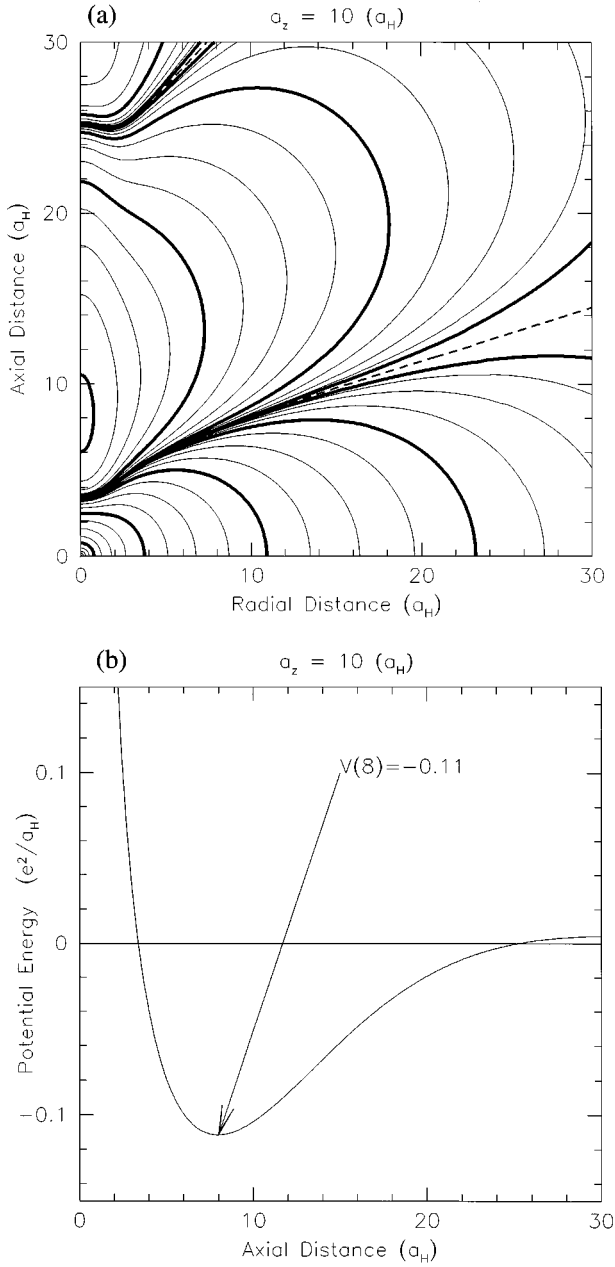 (a)
a_z = 10 (a_H)
30
20
10
0
Axial Distance (a_H)
0
10
20
30
Radial Distance (a_H)
(b)
a_z = 10 (a_H)
V(8)=−0.11
0.1
0
−0.1
Potential Energy (e²/a_H)
0
10
20
30
Axial Distance (a_H)